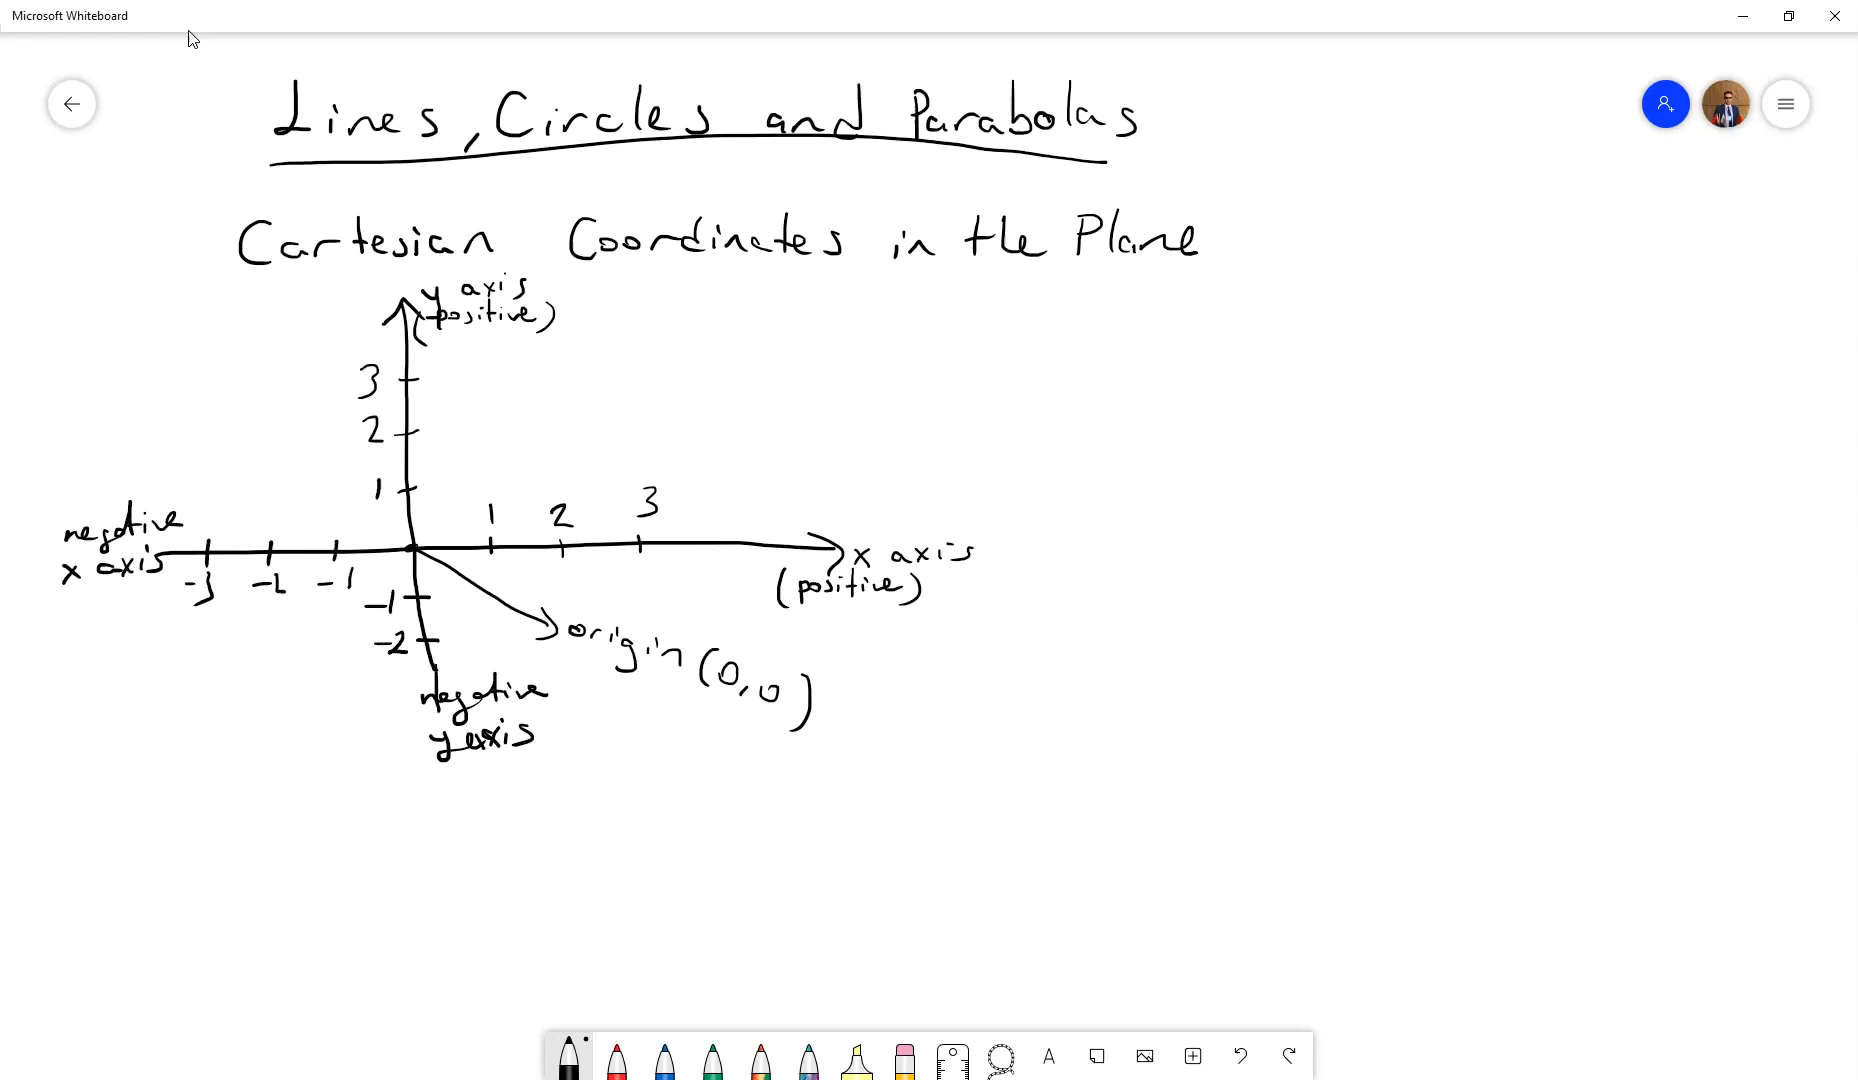 Microsoft Whiteboard
Lines, Circles and Parabolas
Cartesian Coordinates in the Plane
y axis
(positive)
3
2
1
1 2 3
negative
x axis
-3 -2 -1
x axis
(positive)
-1
-2
origin (0,0)
negative
y axis
A